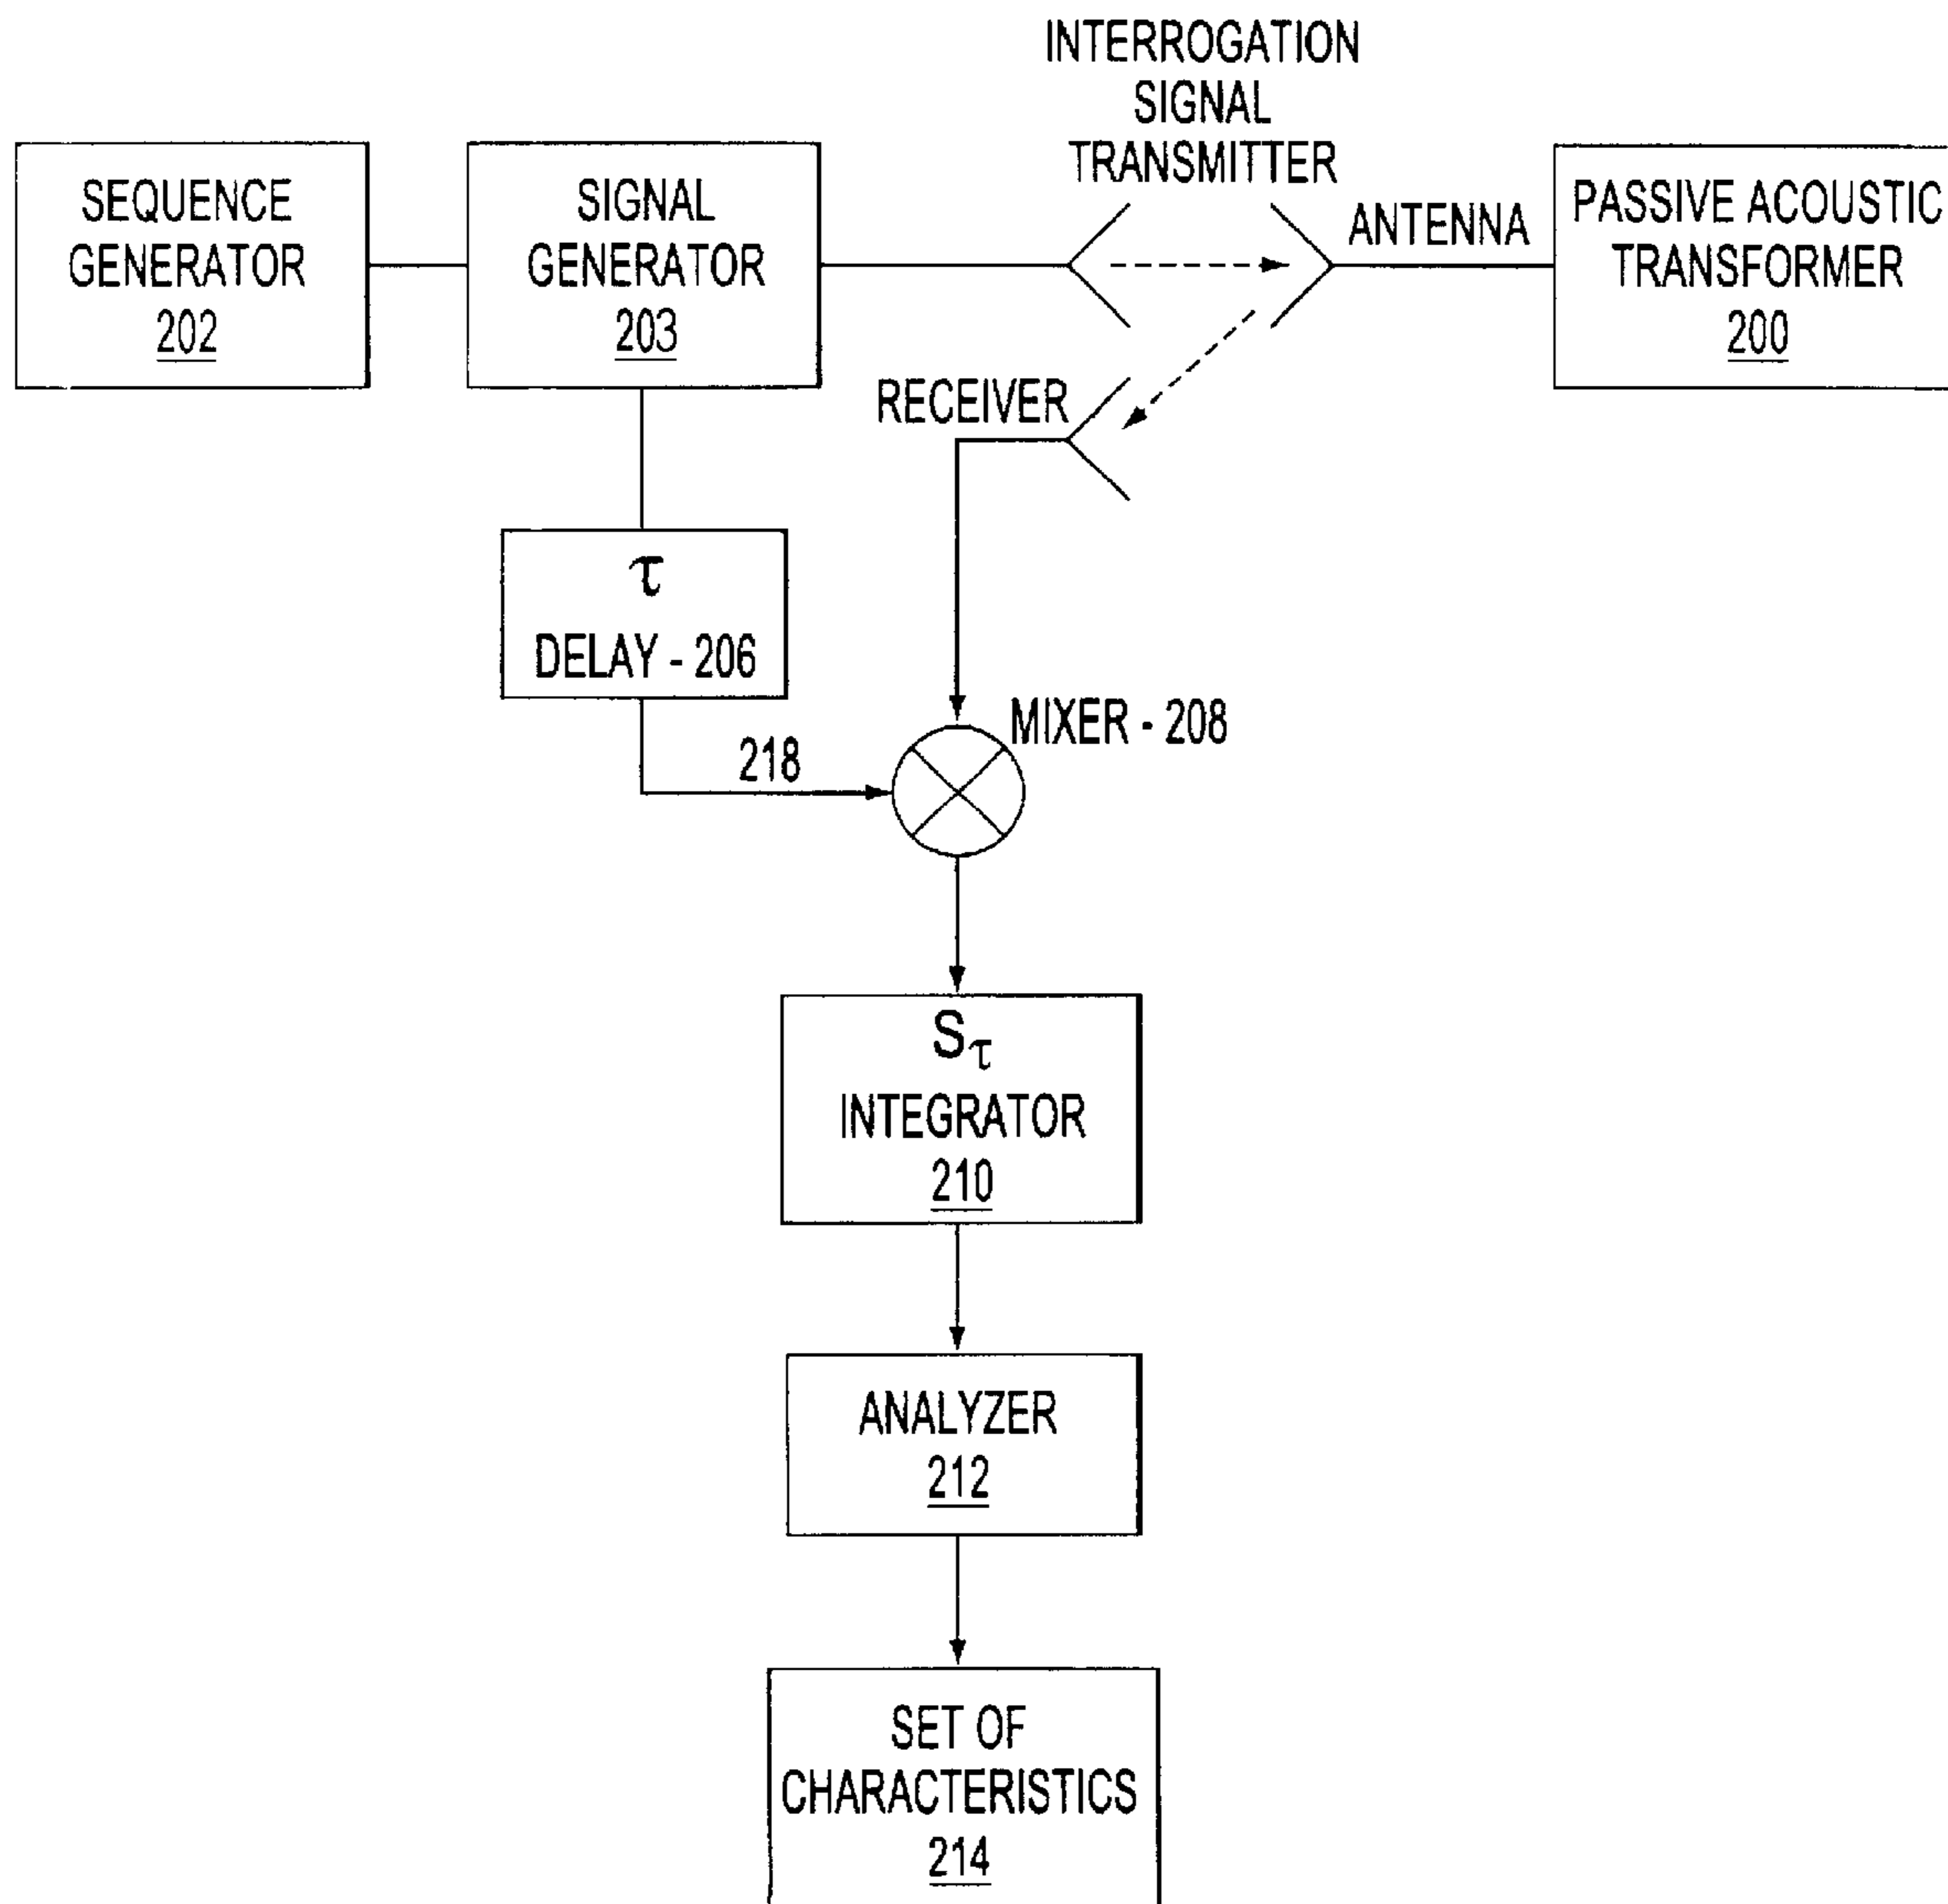 INTERROGATION
SIGNAL
TRANSMITTER
SEQUENCE
GENERATOR
202
SIGNAL
GENERATOR
203
ANTENNA
PASSIVE ACOUSTIC
TRANSFORMER
200
RECEIVER
τ
DELAY - 206
218
MIXER - 208
Sτ
INTEGRATOR
210
ANALYZER
212
SET OF
CHARACTERISTICS
214